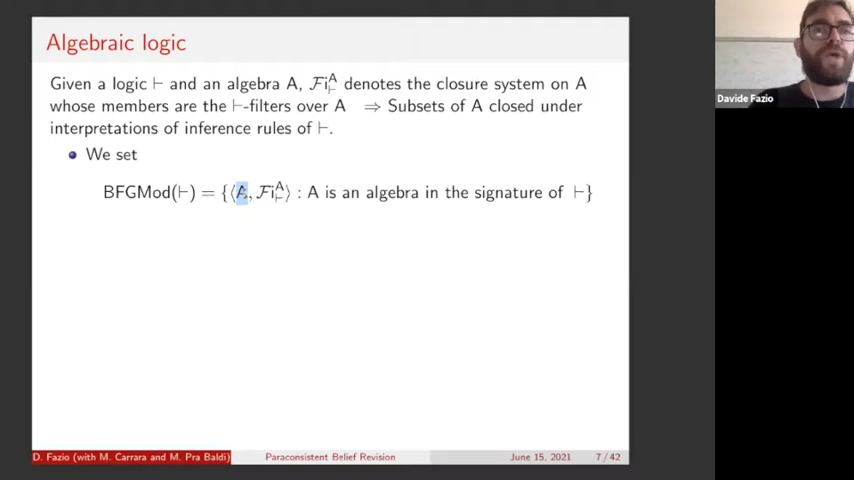 Algebraic logic
Given a logic ⊢ and an algebra A, ℱi⊢ᴬ denotes the closure system on A
whose members are the ⊢-filters over A ⇒ Subsets of A closed under
interpretations of inference rules of ⊢.
We set
BFGMod(⊢) = {⟨A, ℱi⊢ᴬ⟩ : A is an algebra in the signature of ⊢}
D. Fazio (with M. Carrara and M. Pra Baldi) Paraconsistent Belief Revision June 15, 2021 7 / 42
Davide Fazio